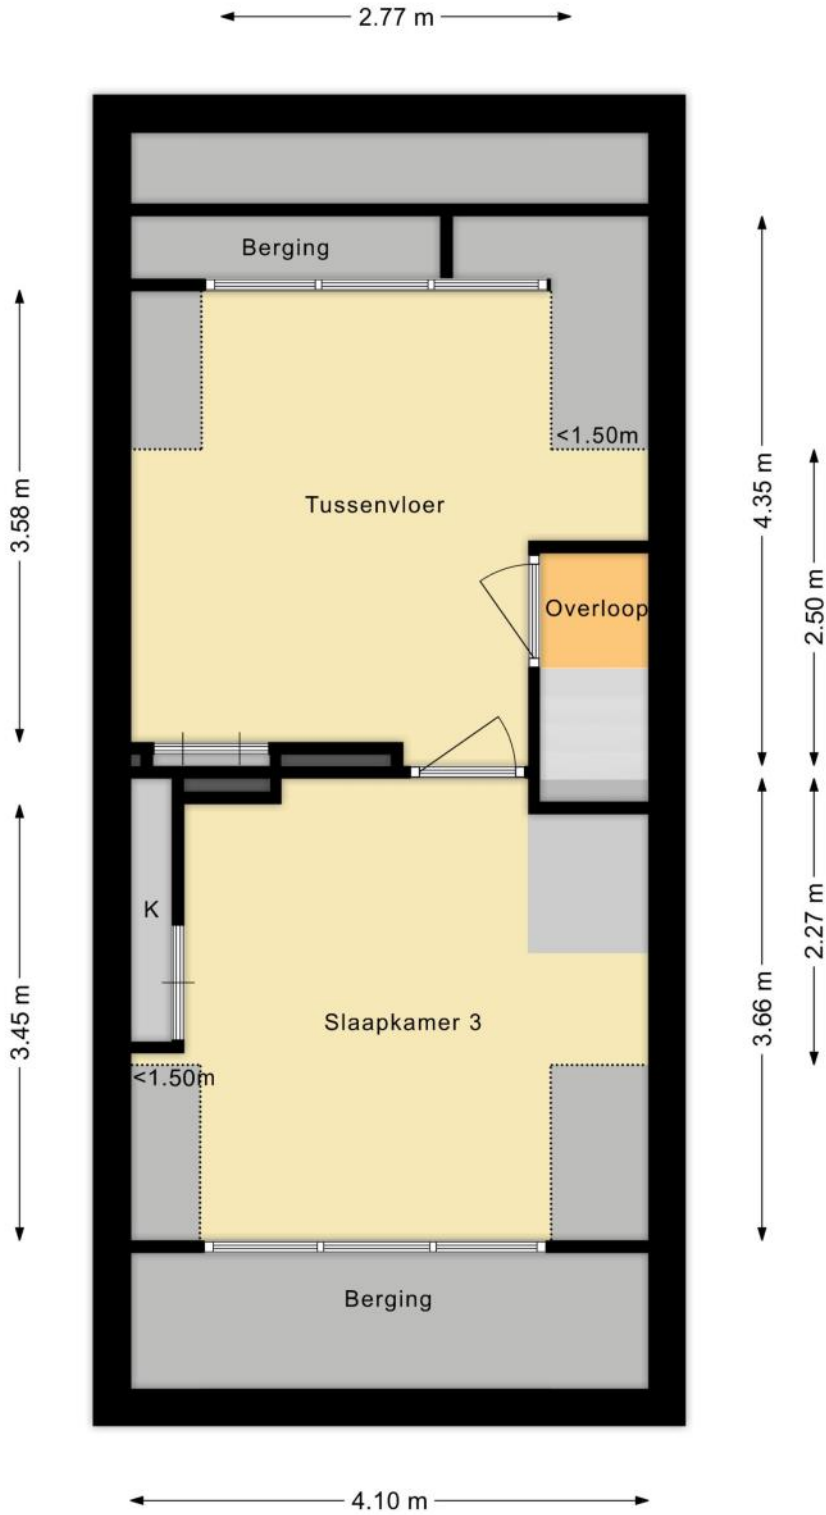 2.77 m
Berging
<1.50m
Tussenvloer
3.58 m
4.35 m
2.50 m
Overloop
K
2.27 m
3.45 m
3.66 m
Slaapkamer 3
<1.50m
Berging
4.10 m